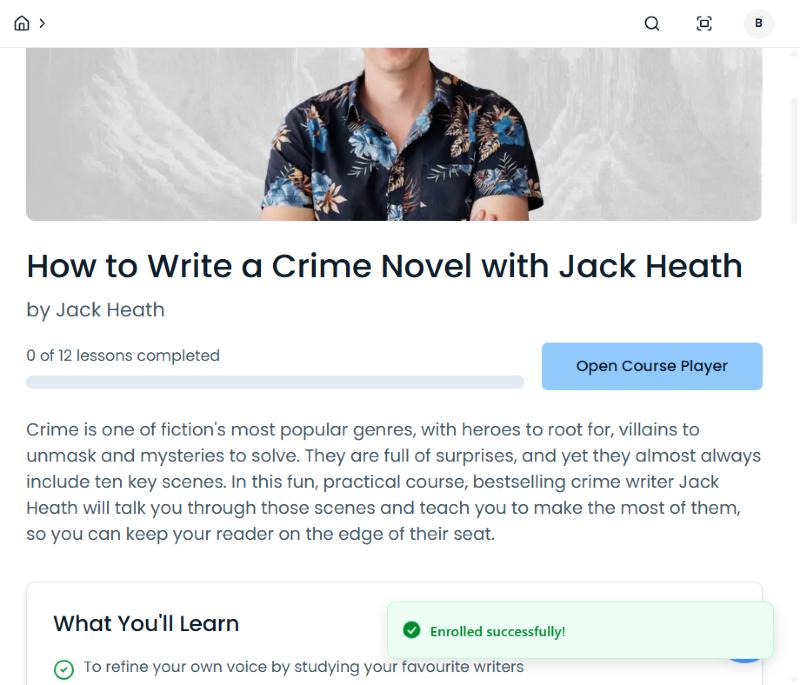 B
How to Write a Crime Novel with Jack Heath
by Jack Heath
0 of 12 lessons completed
Open Course Player
Crime is one of fiction's most popular genres, with heroes to root for, villains to
unmask and mysteries to solve. They are full of surprises, and yet they almost always
include ten key scenes. In this fun, practical course, bestselling crime writer Jack
Heath will talk you through those scenes and teach you to make the most of them,
so you can keep your reader on the edge of their seat.
What You'll Learn
Enrolled successfully!
To refine your own voice by studying your favourite writers